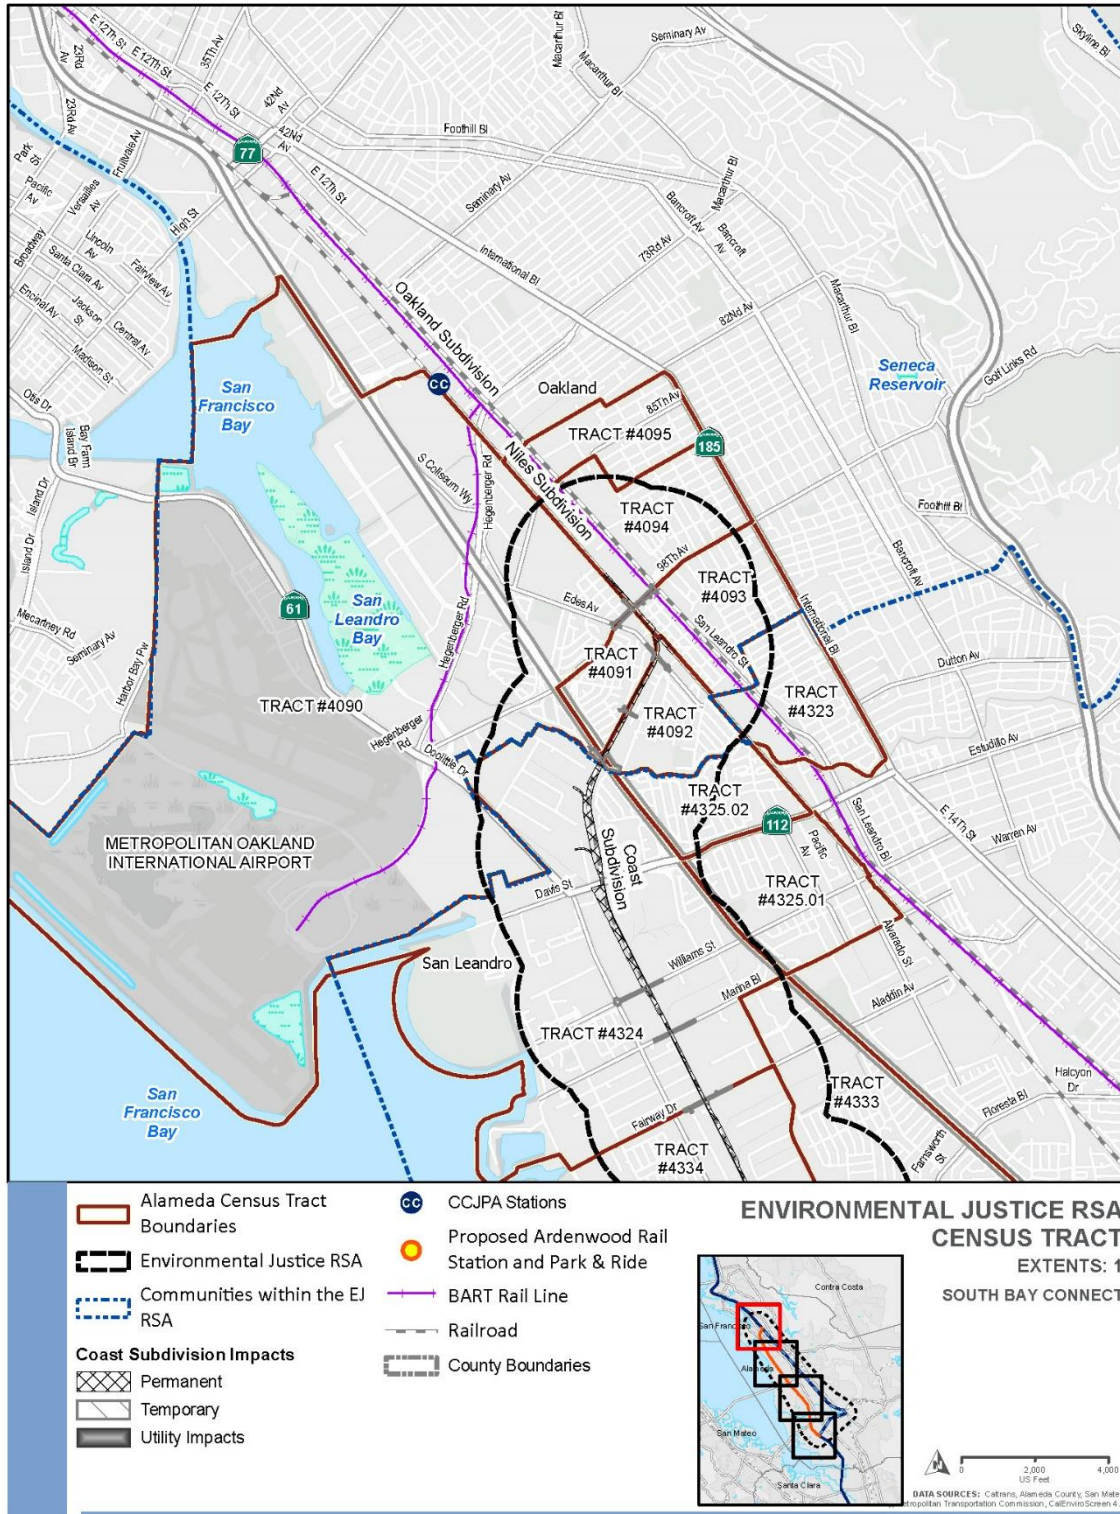 E 12Th St
E 12Th St
35Th Av
23Rd
Av
23Rd Av
E 12Th St
42Nd
Av
42Nd
Av
77
E 12Th St
Foothill Bl
Seminary Av
Macarthur Bl
Macarthur Bl
Skyline Bl
Park
St
Pacific
Av
Versailles
Av
Fruitvale Av
High St
Broadway
Lincoln
Av
Santa Clara Av
Fairview Av
Encinal Av
Jackson
St
Central Av
Madison St
Seminary Av
Macarthur Bl
Bancroft
Av
Bancroft
Av
73Rd Av
International Bl
82Nd Av
Macarthur Bl
Golf Links Rd
Seneca
Reservoir
Otis Dr
Bay Farm
Island Br
Island Dr
Island Dr
San
Francisco
Bay
CC
Oakland Subdivision
Oakland
85Th Av
TRACT #4095
185
Niles Subdivision
S Coliseum Wy
Hegenberger Rd
TRACT
#4094
98Th Av
Foothill Bl
Bancroft Av
TRACT
#4093
International Bl
San Leandro St
Edes Av
Mecartney Rd
Seminary Av
Harbor Bay Pw
61
San
Leandro
Bay
Hegenberger Rd
TRACT
#4091
TRACT
#4092
TRACT
#4323
Dutton Av
TRACT #4090
Hegenberger
Rd
Doolittle Dr
Estudillo Av
TRACT
#4325.02
112
E 14Th St
San Leandro Bl
Warren Av
Pacific
Av
METROPOLITAN OAKLAND
INTERNATIONAL AIRPORT
Coast
Subdivision
Davis St
TRACT
#4325.01
San Leandro
Williams St
Alvarado St
Marina Bl
Aladdin Av
TRACT #4324
Halcyon
Dr
San
Francisco
Bay
Fairway Dr
TRACT
#4333
Floresta Bl
Farnsworth
St
TRACT
#4334
Alameda Census Tract
Boundaries
Environmental Justice RSA
Communities within the EJ
RSA
Coast Subdivision Impacts
Permanent
Temporary
Utility Impacts
CC
CCJPA Stations
Proposed Ardenwood Rail
Station and Park & Ride
BART Rail Line
Railroad
County Boundaries
ENVIRONMENTAL JUSTICE RSA
CENSUS TRACT
EXTENTS: 1
SOUTH BAY CONNECT
Contra Costa
San Francisco
Alameda
San Mateo
Santa Clara
N
0 2,000 4,000
US Feet
DATA SOURCES: Caltrans, Alameda County, San Mate
Metropolitan Transportation Commission, CalEnviroScreen 4.